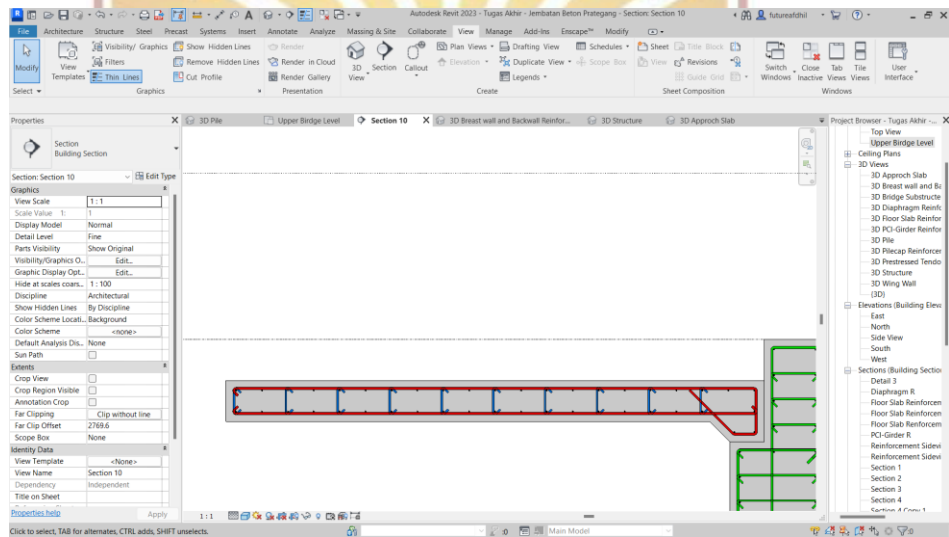 Autodesk Revit 2023 - Tugas Akhir - Jembatan Beton Prategang - Section: Section 10
futureafdhil
File Architecture Structure Steel Precast Systems Insert Annotate Analyze Massing & Site Collaborate View Manage Add-Ins Enscape™ Modify
Modify
View Templates
Visibility/ Graphics
Filters
Thin Lines
Show Hidden Lines
Remove Hidden Lines
Cut Profile
Render
Render in Cloud
Render Gallery
3D View
Section
Callout
Plan Views
Elevation
Drafting View
Duplicate View
Legends
Schedules
Scope Box
Sheet
View
Title Block
Revisions
Guide Grid
Switch Windows
Close Inactive
Tab Views
Tile Views
User Interface
Select Graphics Presentation Create Sheet Composition Windows
Properties
3D Pile
Upper Birdge Level
Section 10
3D Breast wall and Backwall Reinfor...
3D Structure
3D Approch Slab
Project Browser - Tugas Akhir -...
Section
Building Section
Section: Section 10
Edit Type
Graphics
View Scale 1 : 1
Scale Value 1: 1
Display Model Normal
Detail Level Fine
Parts Visibility Show Original
Visibility/Graphics O... Edit...
Graphic Display Opt... Edit...
Hide at scales coars... 1 : 100
Discipline Architectural
Show Hidden Lines By Discipline
Color Scheme Locati... Background
Color Scheme <none>
Default Analysis Dis... None
Sun Path
Extents
Crop View
Crop Region Visible
Annotation Crop
Far Clipping Clip without line
Far Clip Offset 2769.6
Scope Box None
Identity Data
View Template <None>
View Name Section 10
Dependency Independent
Title on Sheet
Properties help
Apply
Top View
Upper Birdge Level
Ceiling Plans
3D Views
3D Approch Slab
3D Breast wall and Ba
3D Bridge Substructe
3D Diaphragm Reinfo
3D Floor Slab Reinfor
3D PCI-Girder Reinfor
3D Pile
3D Pilecap Reinforcer
3D Prestressed Tendo
3D Structure
3D Wing Wall
{3D}
Elevations (Building Eleva
East
North
Side View
South
West
Sections (Building Section
Detail 3
Diaphragm R
Floor Slab Reinforcen
Floor Slab Reinforcen
Floor Slab Renforcem
PCI-Girder R
Reinforcement Sidevi
Reinforcement Sidevi
Section 1
Section 2
Section 3
Section 4
Section 4 Copy 1
1 : 1
Click to select, TAB for alternates, CTRL adds, SHIFT unselects.
:0
Main Model
:0